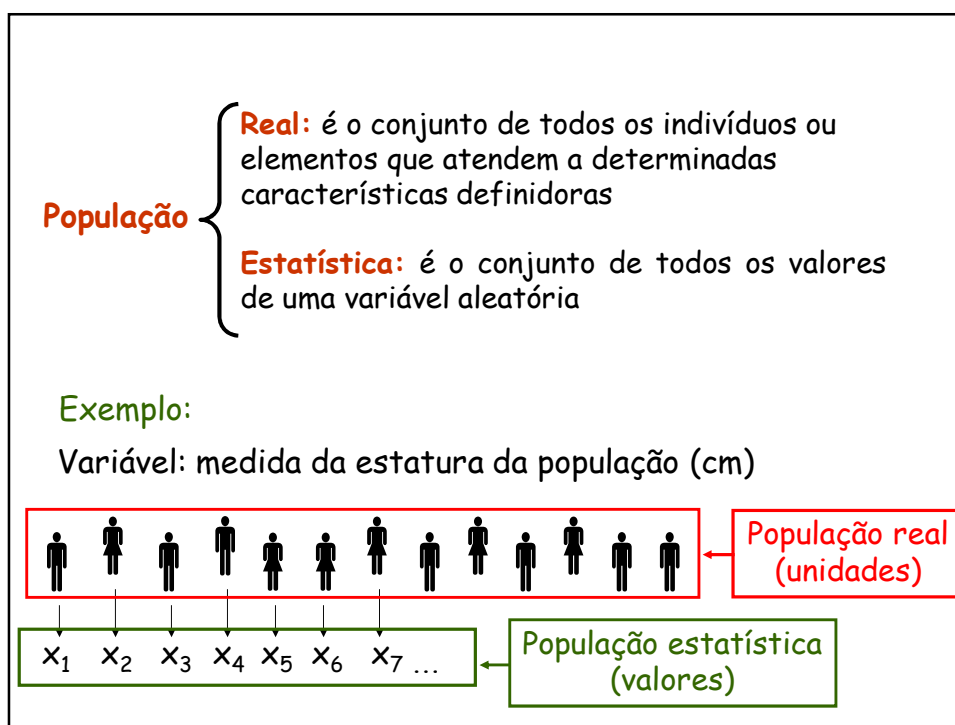 População
Real: é o conjunto de todos os indivíduos ou
elementos que atendem a determinadas
características definidoras
Estatística: é o conjunto de todos os valores
de uma variável aleatória
Exemplo:
Variável: medida da estatura da população (cm)
População real
(unidades)
x₁ x₂ x₃ x₄ x₅ x₆ x₇ ...
População estatística
(valores)